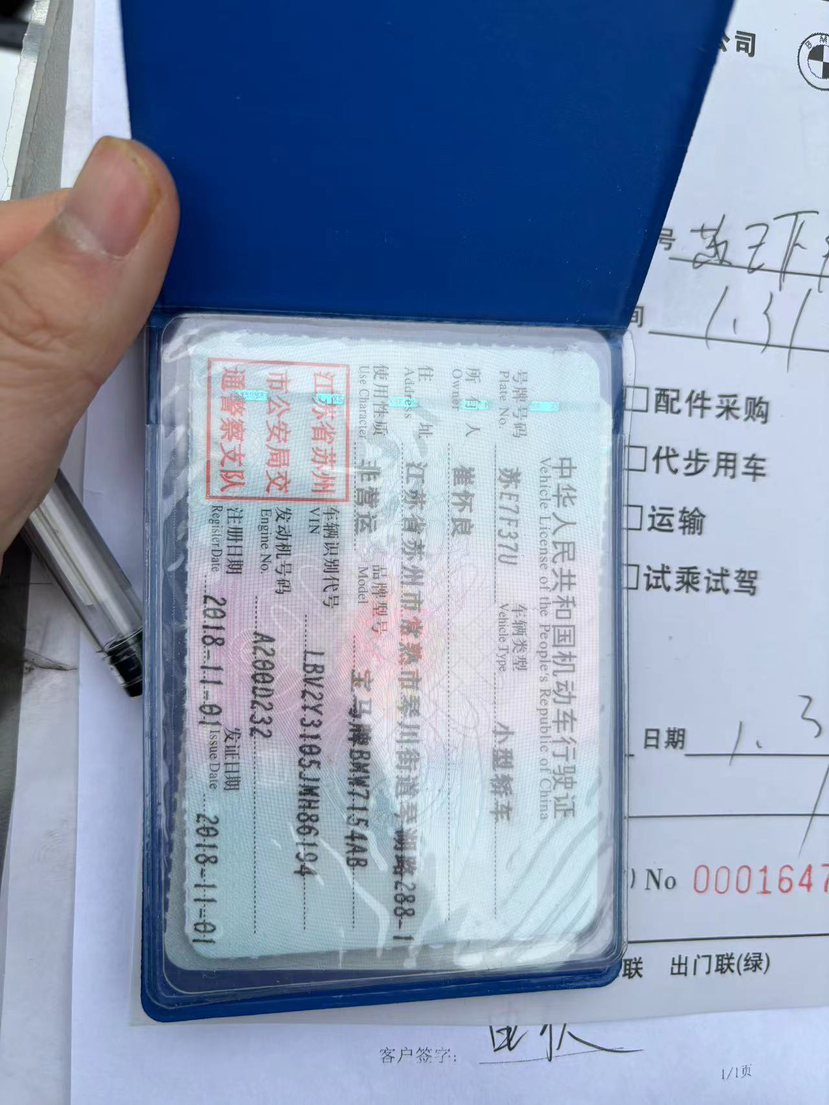 中华人民共和国机动车行驶证
Vehicle License of the People's Republic of China
号牌号码 苏E7F37U 车辆类型 小型轿车
Plate No. Vehicle Type
所有人 崔怀良
Owner
住址 江苏省苏州市常熟市琴川街道琴湖路288-1
Address
使用性质 非营运 品牌型号 宝马牌BMW7154AB
Use Character Model
江苏省苏州
市公安局交
通警察支队
车辆识别代号 LBV2Y3105JMH86194
VIN
发动机号码 A200D232
Engine No.
注册日期 2018-11-01 发证日期 2018-11-01
Register Date Issue Date
公司
BM
号
1.31
配件采购
代步用车
运输
试乘试驾
日期 1.3
No 0001647
联 出门联(绿)
客户签字:
1/1页